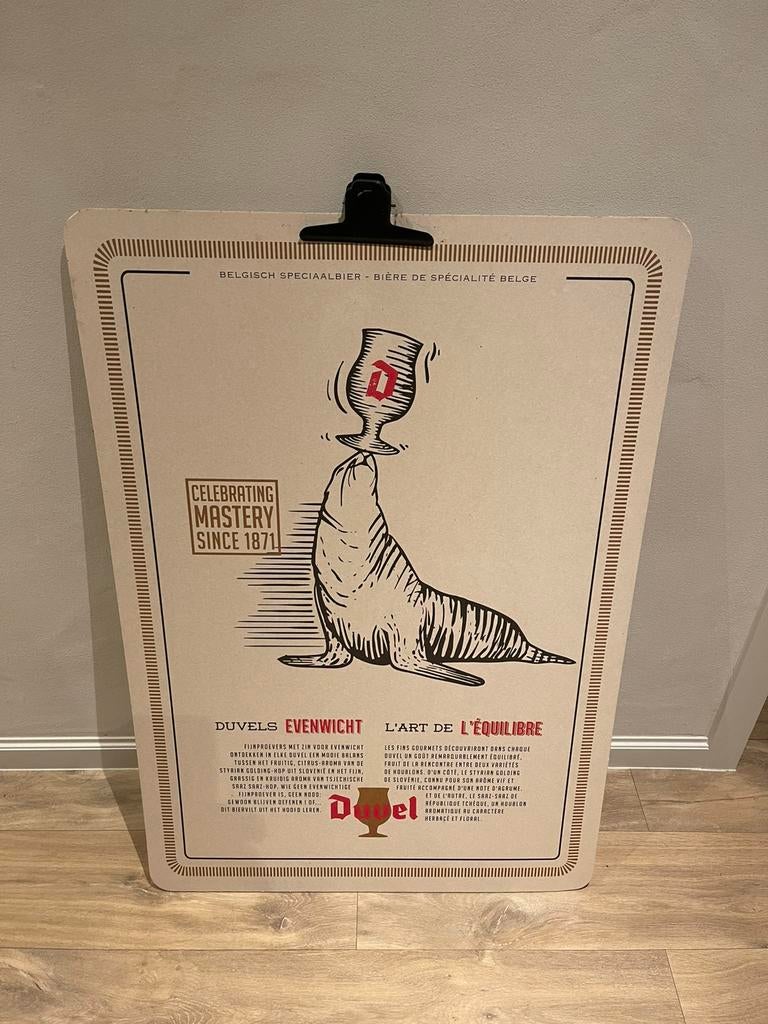 BELGISCH SPECIAALBIER - BIÈRE DE SPÉCIALITÉ BELGE
D
CELEBRATING
MASTERY
SINCE 1871
DUVELS EVENWICHT
FIJNPROEVERS MET ZIN VOOR EVENWICHT
ONTDEKKEN IN ELKE DUVEL EEN MOOIE BALANS
TUSSEN HET FRUITIG, CITRUS-AROMA VAN DE
STYRIAN GOLDING-HOP UIT SLOVENIË EN HET FIJN,
GRASSIG EN KRUIDIG AROMA VAN TSJECHISCHE
SAAZ SAAZ-HOP. WIE GEEN EVENWICHTIGE
FIJNPROEVER IS, GEEN NOOD:
GEWOON BLIJVEN OEFENEN ! OF...
DIT BIERVILT UIT HET HOOFD LEREN.
L'ART DE L'ÉQUILIBRE
LES FINS GOURMETS DÉCOUVRIRONT DANS CHAQUE
DUVEL UN GOÛT REMARQUABLEMENT ÉQUILIBRÉ,
FRUIT DE LA RENCONTRE ENTRE DEUX VARIÉTÉS
DE HOUBLONS. D'UN CÔTÉ, LE STYRIAN GOLDING
DE SLOVÉNIE, CONNU POUR SON ARÔME VIF ET
FRUITÉ ACCOMPAGNÉ D'UNE NOTE D'AGRUME.
ET DE L'AUTRE, LE SAAZ-SAAZ DE
RÉPUBLIQUE TCHÈQUE, UN HOUBLON
AROMATIQUE AU CARACTÈRE
HERBACÉ ET FLORAL.
Duvel